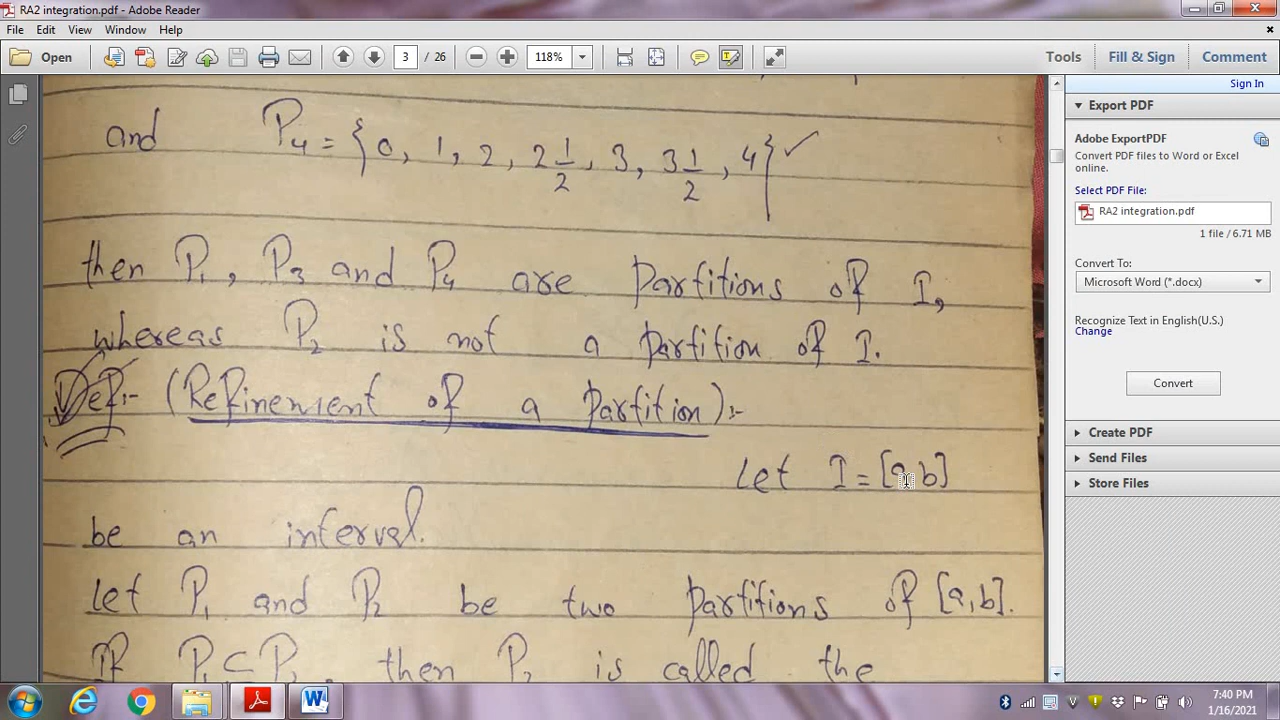 RA2 integration.pdf - Adobe Reader
File Edit View Window Help
Open 3 / 26 118% Tools Fill & Sign Comment
Sign In
and P₄ = {0, 1, 2, 2 1/2, 3, 3 1/2, 4}
then P₁, P₃ and P₄ are Partitions of I,
whereas P₂ is not a Partition of I.
Def:- (Refinement of a Partition):-
Let I = [a,b]
be an interval.
Let P₁ and P₂ be two Partitions of [a,b].
If P₁ ⊂ P₂, then P₂ is called the
Export PDF
Adobe ExportPDF
Convert PDF files to Word or Excel
online.
Select PDF File:
RA2 integration.pdf
1 file / 6.71 MB
Convert To:
Microsoft Word (*.docx)
Recognize Text in English(U.S.)
Change
Convert
Create PDF
Send Files
Store Files
7:40 PM
1/16/2021